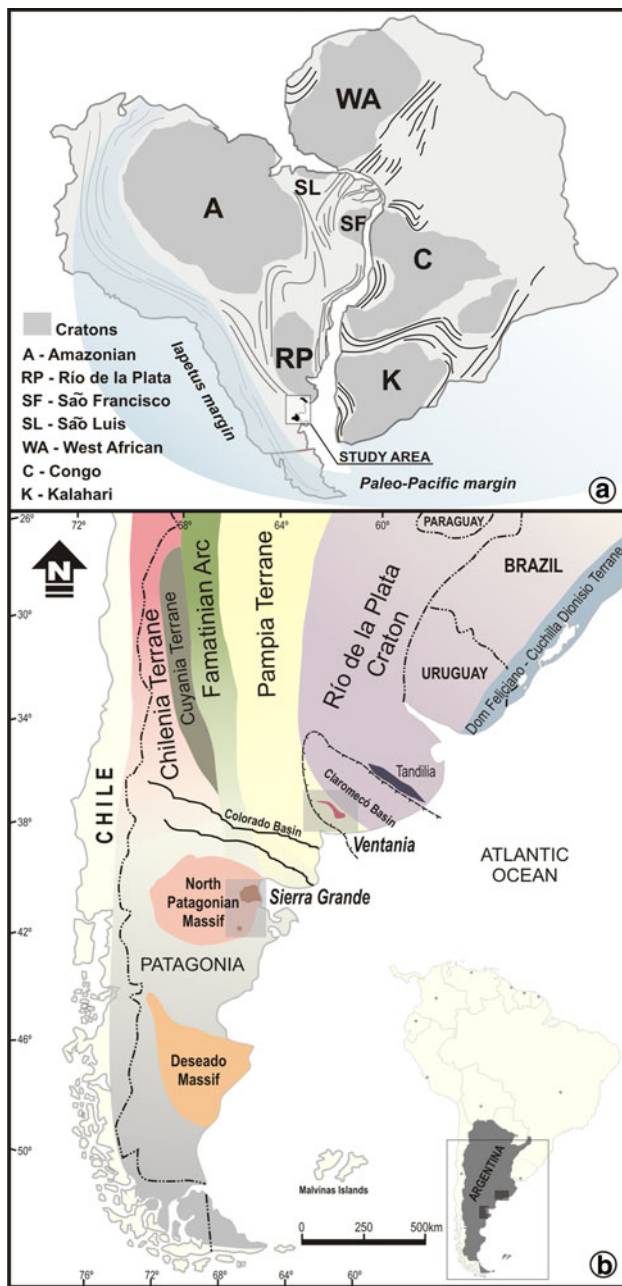 WA
A
SL
SF
C
RP
K
Cratons
A - Amazonian
RP - Río de la Plata
SF - São Francisco
SL - São Luis
WA - West African
C - Congo
K - Kalahari
Iapetus margin
STUDY AREA
Paleo-Pacific margin
a
72° 68° 64° 60°
26°
30°
34°
38°
42°
46°
50°
N
PARAGUAY
BRAZIL
URUGUAY
Dom Feliciano - Cuchilla Dionisio Terrane
Chilenia Terrane
Cuyania Terrane
Famatinian Arc
Pampia Terrane
Río de la Plata
Craton
CHILE
Tandilia
Claromecó Basin
Colorado Basin
Ventania
ATLANTIC
OCEAN
North
Patagonian
Massif
Sierra Grande
PATAGONIA
Deseado
Massif
Malvinas Islands
0 250 500km
ARGENTINA
76° 72° 68° 64° 60°
b